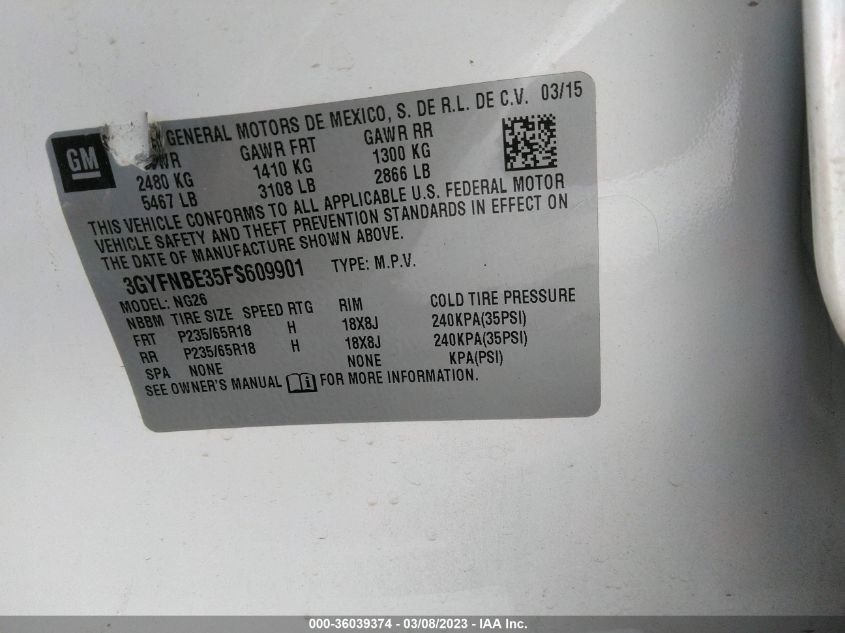 GM
GENERAL MOTORS DE MEXICO, S. DE R.L. DE C.V. 03/15
GAWR FRT GAWR RR
2480 KG 1410 KG 1300 KG
5467 LB 3108 LB 2866 LB
THIS VEHICLE CONFORMS TO ALL APPLICABLE U.S. FEDERAL MOTOR
VEHICLE SAFETY AND THEFT PREVENTION STANDARDS IN EFFECT ON
THE DATE OF MANUFACTURE SHOWN ABOVE.
3GYFNBE35FS609901 TYPE: M.P.V.
MODEL: NG26
NBBM TIRE SIZE SPEED RTG RIM COLD TIRE PRESSURE
FRT P235/65R18 H 18X8J 240KPA(35PSI)
RR P235/65R18 H 18X8J 240KPA(35PSI)
SPA NONE NONE KPA(PSI)
SEE OWNER'S MANUAL FOR MORE INFORMATION.
000-36039374 - 03/08/2023 - IAA Inc.